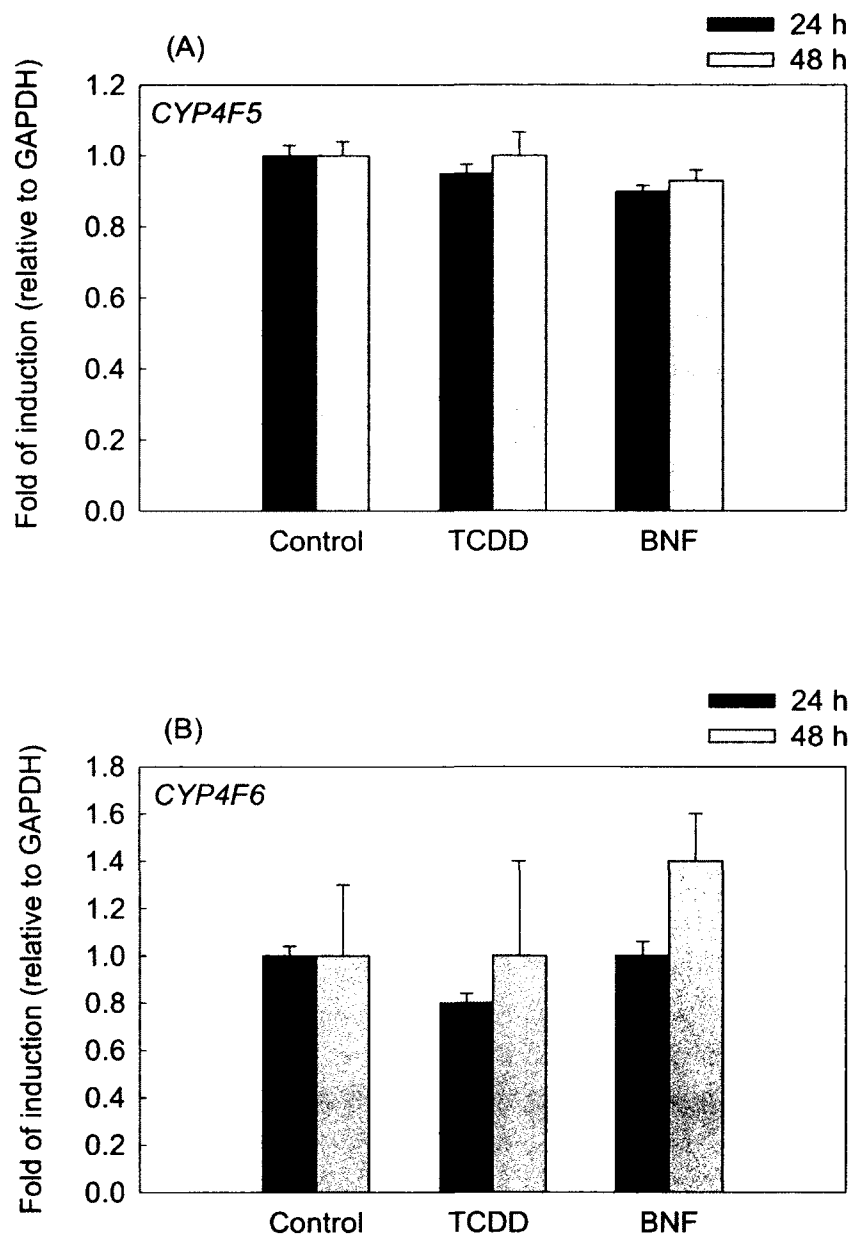 (A)
24 h
48 h
CYP4F5
Fold of induction (relative to GAPDH)
1.2
1.0
0.8
0.6
0.4
0.2
0.0
Control TCDD BNF
(B)
24 h
48 h
CYP4F6
Fold of induction (relative to GAPDH)
1.8
1.6
1.4
1.2
1.0
0.8
0.6
0.4
0.2
0.0
Control TCDD BNF